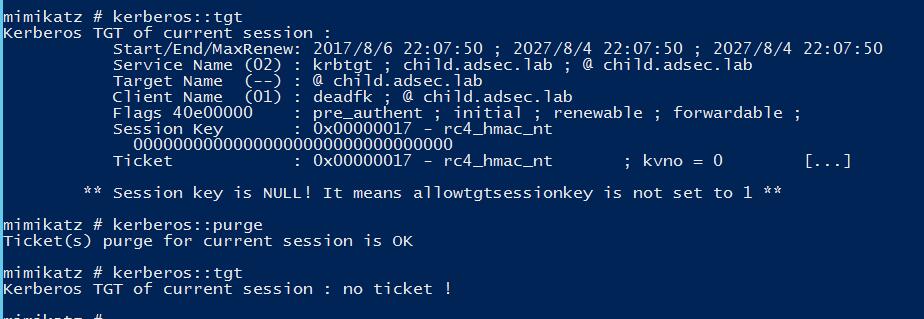 mimikatz # kerberos::tgt
Kerberos TGT of current session :
Start/End/MaxRenew: 2017/8/6 22:07:50 ; 2027/8/4 22:07:50 ; 2027/8/4 22:07:50
Service Name (02) : krbtgt ; child.adsec.lab ; @ child.adsec.lab
Target Name  (--) : @ child.adsec.lab
Client Name  (01) : deadfk ; @ child.adsec.lab
Flags 40e00000    : pre_authent ; initial ; renewable ; forwardable ;
Session Key       : 0x00000017 - rc4_hmac_nt
00000000000000000000000000000000
Ticket            : 0x00000017 - rc4_hmac_nt       ; kvno = 0        [...]
** Session key is NULL! It means allowtgtsessionkey is not set to 1 **
mimikatz # kerberos::purge
Ticket(s) purge for current session is OK
mimikatz # kerberos::tgt
Kerberos TGT of current session : no ticket !
mimikatz #